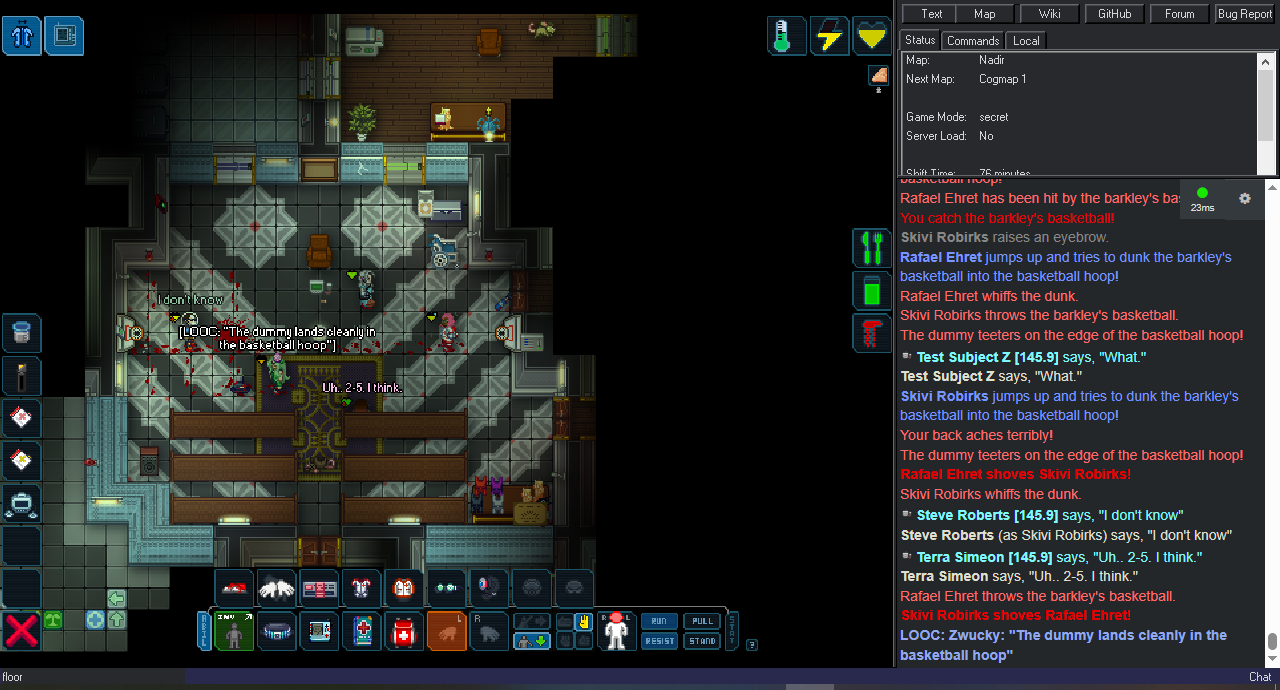 Text Map Wiki GitHub Forum Bug Report
Status Commands Local
Map: Nadir
Next Map: Cogmap 1
Game Mode: secret
Server Load: No
Shift Time: 76 minutes
basketball hoop!
Rafael Ehret has been hit by the barkley's bas
23ms
You catch the barkley's basketball!
Skivi Robirks raises an eyebrow.
Rafael Ehret jumps up and tries to dunk the barkley's
basketball into the basketball hoop!
Rafael Ehret whiffs the dunk.
Skivi Robirks throws the barkley's basketball.
The dummy teeters on the edge of the basketball hoop!
Test Subject Z [145.9] says, "What."
Test Subject Z says, "What."
Skivi Robirks jumps up and tries to dunk the barkley's
basketball into the basketball hoop!
Your back aches terribly!
The dummy teeters on the edge of the basketball hoop!
Rafael Ehret shoves Skivi Robirks!
Skivi Robirks whiffs the dunk.
Steve Roberts [145.9] says, "I don't know"
Steve Roberts (as Skivi Robirks) says, "I don't know"
Terra Simeon [145.9] says, "Uh.. 2-5. I think."
Terra Simeon says, "Uh.. 2-5. I think."
Rafael Ehret throws the barkley's basketball.
Skivi Robirks shoves Rafael Ehret!
LOOC: Zwucky: "The dummy lands cleanly in the
basketball hoop"
I don't know
[LOOC: "The dummy lands cleanly in
the basketball hoop"]
Uh.. 2-5. I think.
INV
L
R
R L
RUN PULL
RESIST STAND
?
floor
Chat